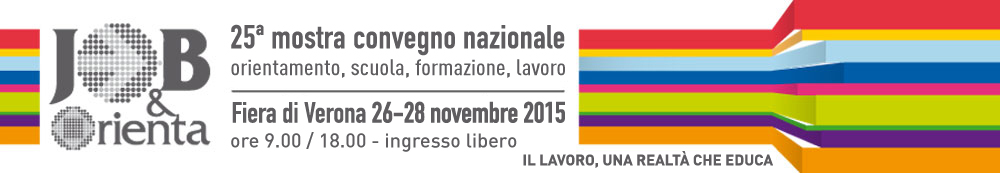 JOB
& Orienta
25ª mostra convegno nazionale
orientamento, scuola, formazione, lavoro
Fiera di Verona 26-28 novembre 2015
ore 9.00 / 18.00 - ingresso libero
IL LAVORO, UNA REALTÀ CHE EDUCA